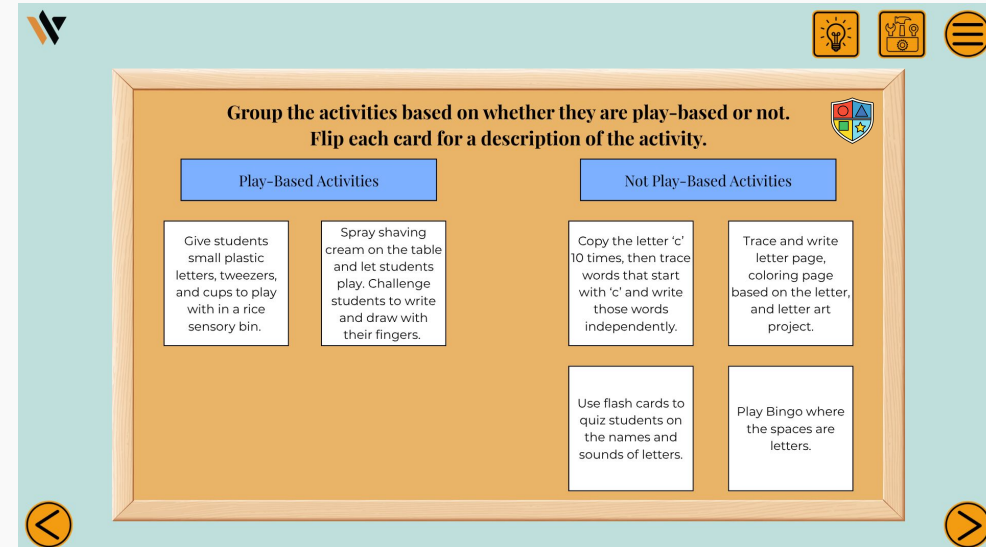 Group the activities based on whether they are play-based or not.
Flip each card for a description of the activity.
Play-Based Activities
Not Play-Based Activities
Give students
small plastic
letters, tweezers,
and cups to play
with in a rice
sensory bin.
Spray shaving
cream on the table
and let students
play. Challenge
students to write
and draw with
their fingers.
Copy the letter ‘c’
10 times, then trace
words that start
with ‘c’ and write
those words
independently.
Trace and write
letter page,
coloring page
based on the letter,
and letter art
project.
Use flash cards to
quiz students on
the names and
sounds of letters.
Play Bingo where
the spaces are
letters.